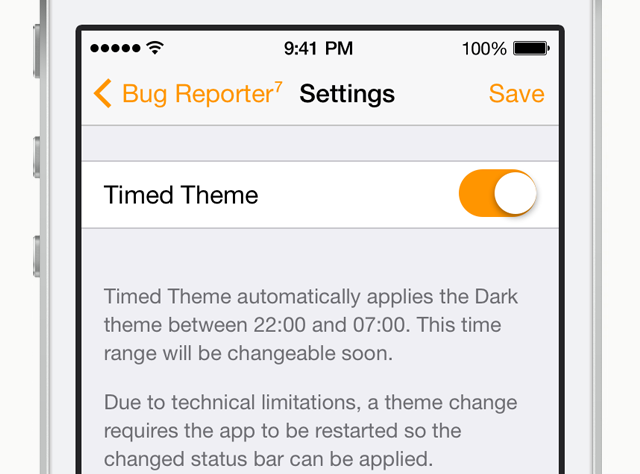 9:41 PM 100%
Bug Reporter⁷ Settings Save
Timed Theme
Timed Theme automatically applies the Dark
theme between 22:00 and 07:00. This time
range will be changeable soon.
Due to technical limitations, a theme change
requires the app to be restarted so the
changed status bar can be applied.